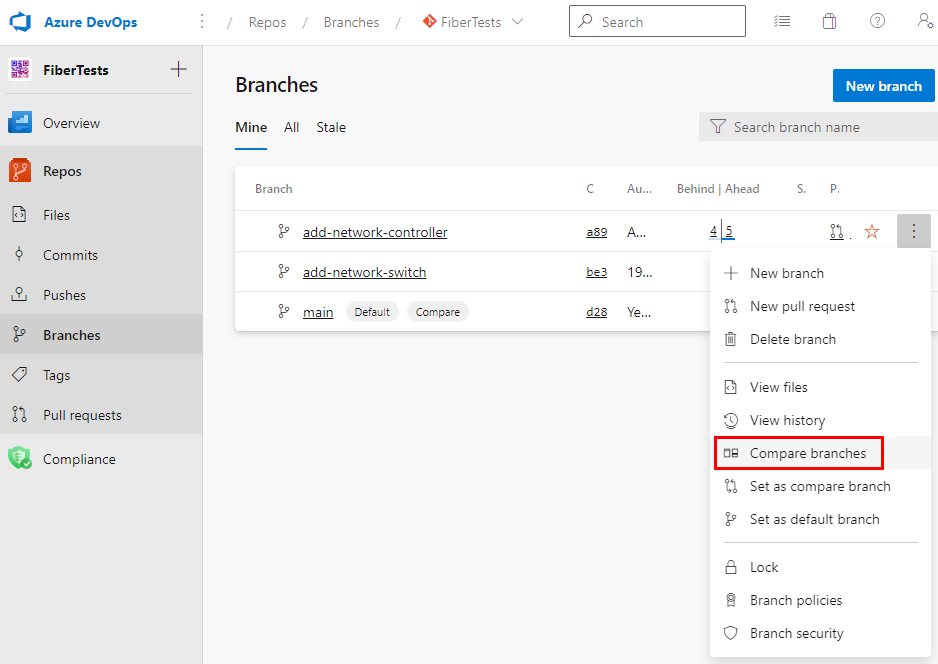 Azure DevOps / Repos / Branches / FiberTests Search
FiberTests
Overview
Repos
Files
Commits
Pushes
Branches
Tags
Pull requests
Compliance
Branches New branch
Mine All Stale Search branch name
Branch C Au... Behind | Ahead S. P.
add-network-controller a89 A... 4 5
add-network-switch be3 19...
main Default Compare d28 Ye...
New branch
New pull request
Delete branch
View files
View history
Compare branches
Set as compare branch
Set as default branch
Lock
Branch policies
Branch security